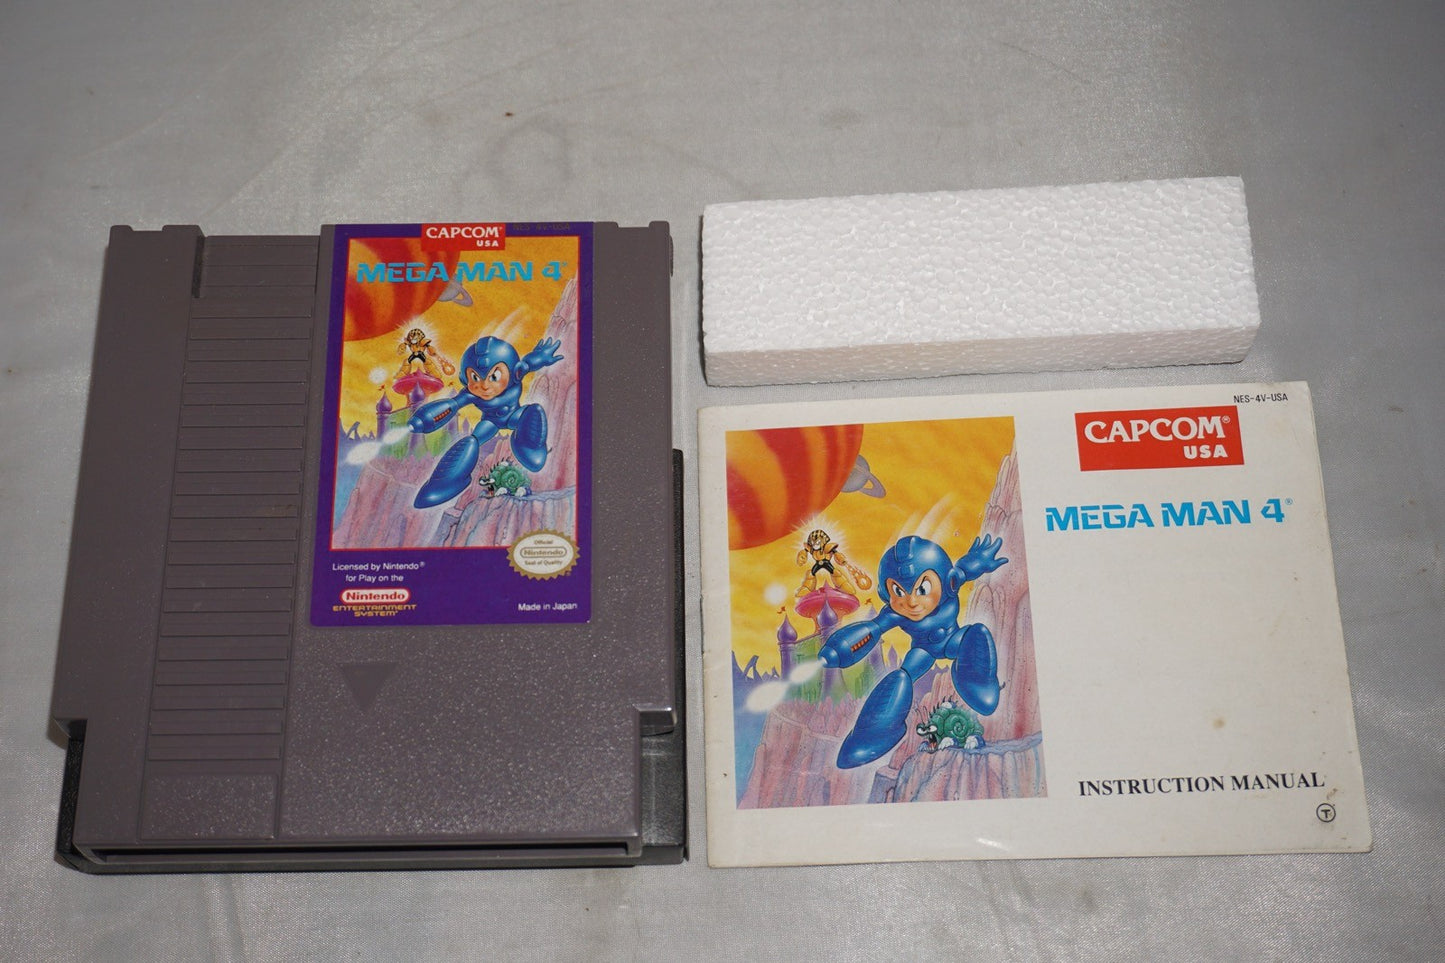 CAPCOM®
USA
NES-4V-USA
MEGA MAN 4®
Licensed by Nintendo®
for Play on the
Nintendo
ENTERTAINMENT
SYSTEM®
Official
Nintendo
Seal of Quality
Made in Japan
NES-4V-USA
CAPCOM®
USA
MEGA MAN 4®
INSTRUCTION MANUAL
T